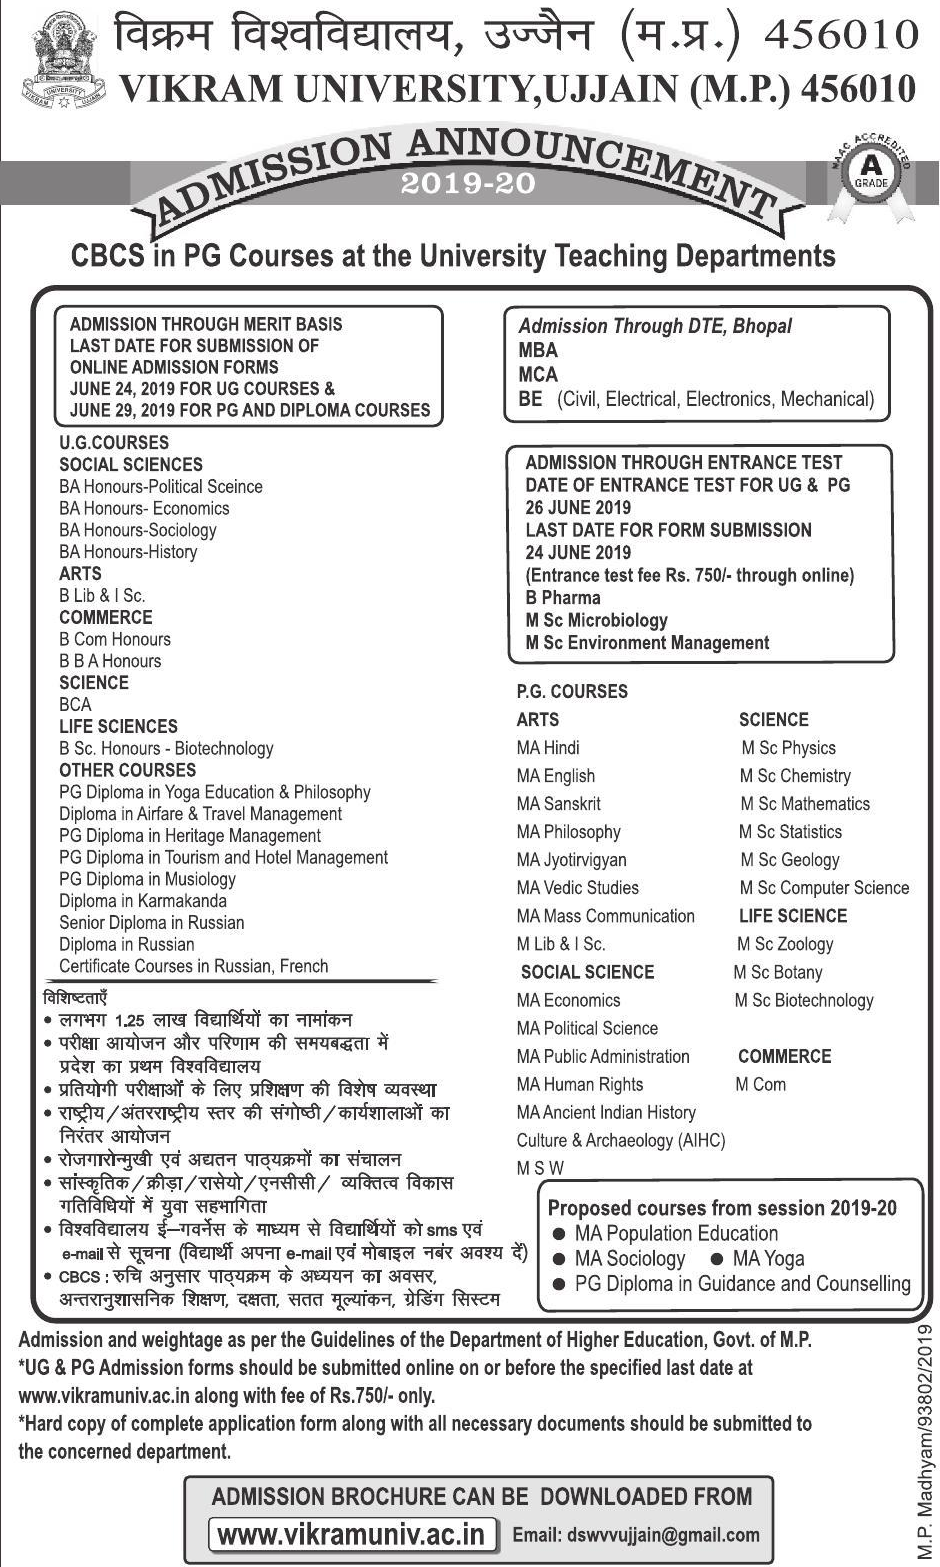 विक्रम विश्वविद्यालय, उज्जैन (म.प्र.) 456010
VIKRAM UNIVERSITY,UJJAIN (M.P.) 456010
ADMISSION ANNOUNCEMENT
2019-20
NAAC ACCREDITED
A
GRADE
CBCS in PG Courses at the University Teaching Departments
ADMISSION THROUGH MERIT BASIS
LAST DATE FOR SUBMISSION OF
ONLINE ADMISSION FORMS
JUNE 24, 2019 FOR UG COURSES &
JUNE 29, 2019 FOR PG AND DIPLOMA COURSES
U.G.COURSES
SOCIAL SCIENCES
BA Honours-Political Sceince
BA Honours- Economics
BA Honours-Sociology
BA Honours-History
ARTS
B Lib & I Sc.
COMMERCE
B Com Honours
B B A Honours
SCIENCE
BCA
LIFE SCIENCES
B Sc. Honours - Biotechnology
OTHER COURSES
PG Diploma in Yoga Education & Philosophy
Diploma in Airfare & Travel Management
PG Diploma in Heritage Management
PG Diploma in Tourism and Hotel Management
PG Diploma in Musiology
Diploma in Karmakanda
Senior Diploma in Russian
Diploma in Russian
Certificate Courses in Russian, French
विशिष्टताएँ
• लगभग 1.25 लाख विद्यार्थियों का नामांकन
• परीक्षा आयोजन और परिणाम की समयबद्धता में
प्रदेश का प्रथम विश्वविद्यालय
• प्रतियोगी परीक्षाओं के लिए प्रशिक्षण की विशेष व्यवस्था
• राष्ट्रीय/अंतरराष्ट्रीय स्तर की संगोष्ठी/कार्यशालाओं का
निरंतर आयोजन
• रोजगारोन्मुखी एवं अद्यतन पाठ्यक्रमों का संचालन
• सांस्कृतिक/क्रीड़ा/रासेयो/एनसीसी/ व्यक्तित्व विकास
गतिविधियों में युवा सहभागिता
• विश्वविद्यालय ई–गवर्नेस के माध्यम से विद्यार्थियों को sms एवं
e-mail से सूचना (विद्यार्थी अपना e-mail एवं मोबाइल नबंर अवश्य दें)
• CBCS : रुचि अनुसार पाठ्यक्रम के अध्ययन का अवसर,
अन्तरानुशासनिक शिक्षण, दक्षता, सतत मूल्यांकन, ग्रेडिंग सिस्टम
Admission Through DTE, Bhopal
MBA
MCA
BE (Civil, Electrical, Electronics, Mechanical)
ADMISSION THROUGH ENTRANCE TEST
DATE OF ENTRANCE TEST FOR UG & PG
26 JUNE 2019
LAST DATE FOR FORM SUBMISSION
24 JUNE 2019
(Entrance test fee Rs. 750/- through online)
B Pharma
M Sc Microbiology
M Sc Environment Management
P.G. COURSES
ARTS
MA Hindi
MA English
MA Sanskrit
MA Philosophy
MA Jyotirvigyan
MA Vedic Studies
MA Mass Communication
M Lib & I Sc.
SOCIAL SCIENCE
MA Economics
MA Political Science
MA Public Administration
MA Human Rights
MA Ancient Indian History
Culture & Archaeology (AIHC)
M S W
SCIENCE
M Sc Physics
M Sc Chemistry
M Sc Mathematics
M Sc Statistics
M Sc Geology
M Sc Computer Science
LIFE SCIENCE
M Sc Zoology
M Sc Botany
M Sc Biotechnology
COMMERCE
M Com
Proposed courses from session 2019-20
● MA Population Education
● MA Sociology ● MA Yoga
● PG Diploma in Guidance and Counselling
Admission and weightage as per the Guidelines of the Department of Higher Education, Govt. of M.P.
*UG & PG Admission forms should be submitted online on or before the specified last date at
www.vikramuniv.ac.in along with fee of Rs.750/- only.
*Hard copy of complete application form along with all necessary documents should be submitted to
the concerned department.
ADMISSION BROCHURE CAN BE DOWNLOADED FROM
www.vikramuniv.ac.in Email: dswvvujjain@gmail.com
M.P. Madhyam/93802/2019